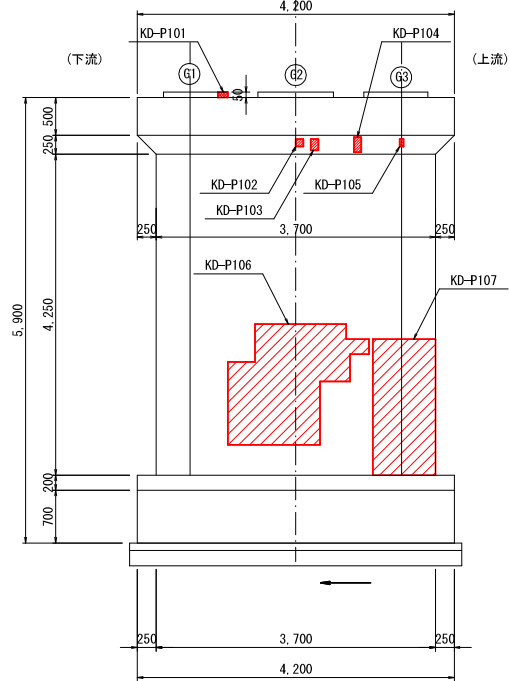 4,200
KD-P101
KD-P104
(下流)
(上流)
G1
G2
G3
50
500
250
KD-P102
KD-P105
KD-P103
250
3,700
250
KD-P106
KD-P107
5,900
4,250
200
700
250
3,700
250
4,200